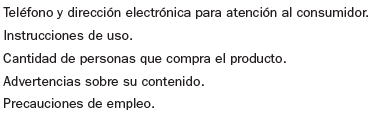 Teléfono y dirección electrónica para atención al consumidor.
Instrucciones de uso.
Cantidad de personas que compra el producto.
Advertencias sobre su contenido.
Precauciones de empleo.